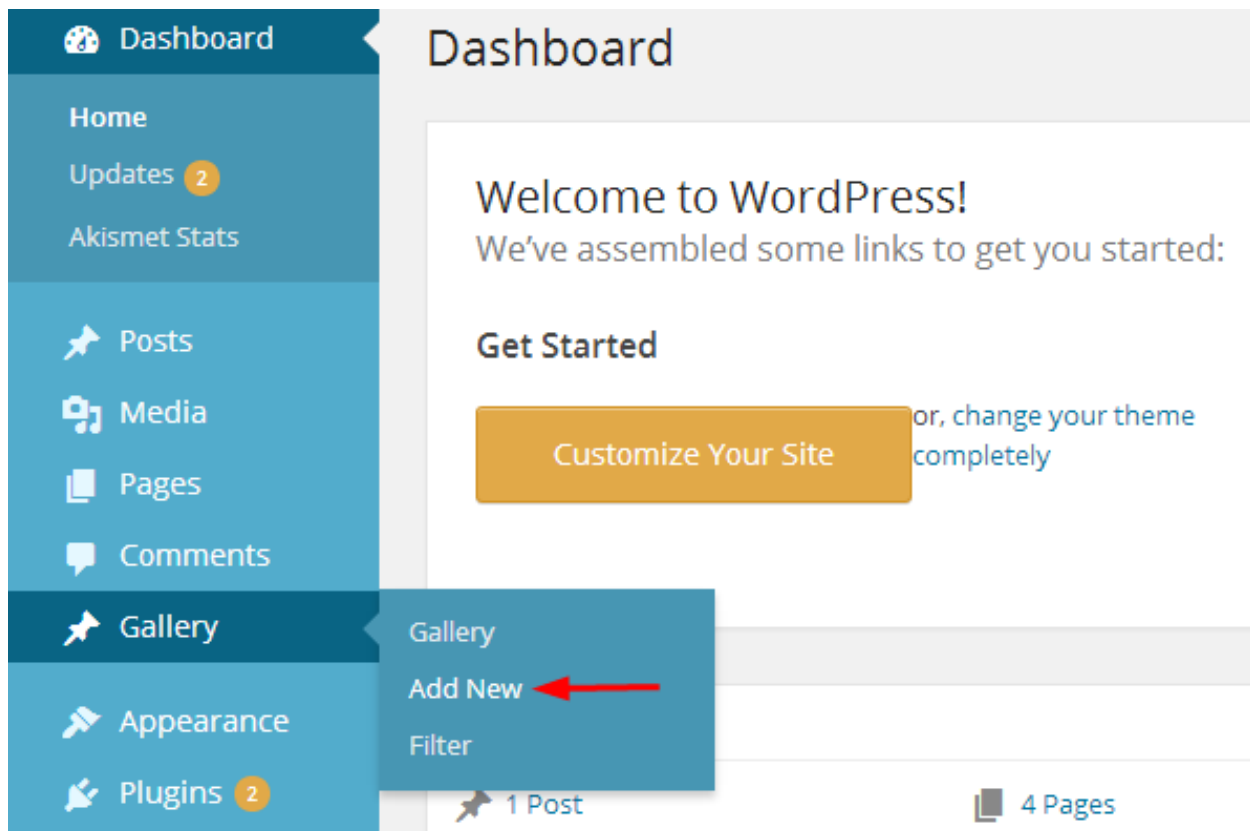 Dashboard
Home
Updates 2
Akismet Stats
Posts
Media
Pages
Comments
Gallery
Appearance
Plugins 2
Gallery
Add New
Filter
Dashboard
Welcome to WordPress!
We've assembled some links to get you started:
Get Started
Customize Your Site
or, change your theme
completely
1 Post
4 Pages